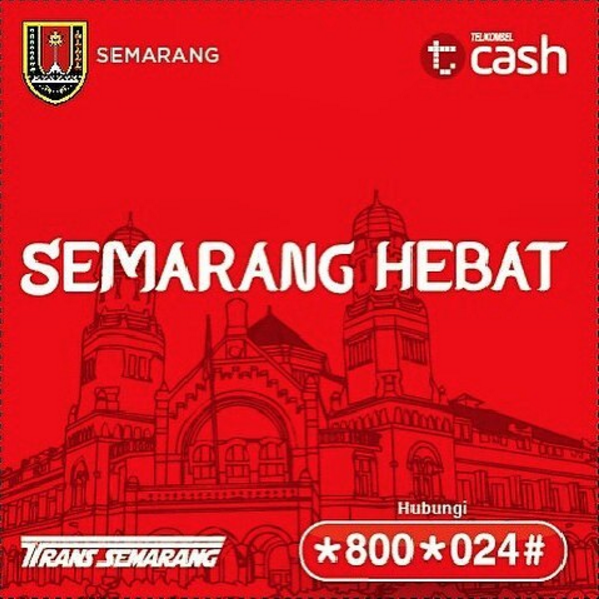 SEMARANG
TELKOMSEL
t cash
SEMARANG HEBAT
Hubungi
TRANS SEMARANG
*800*024#